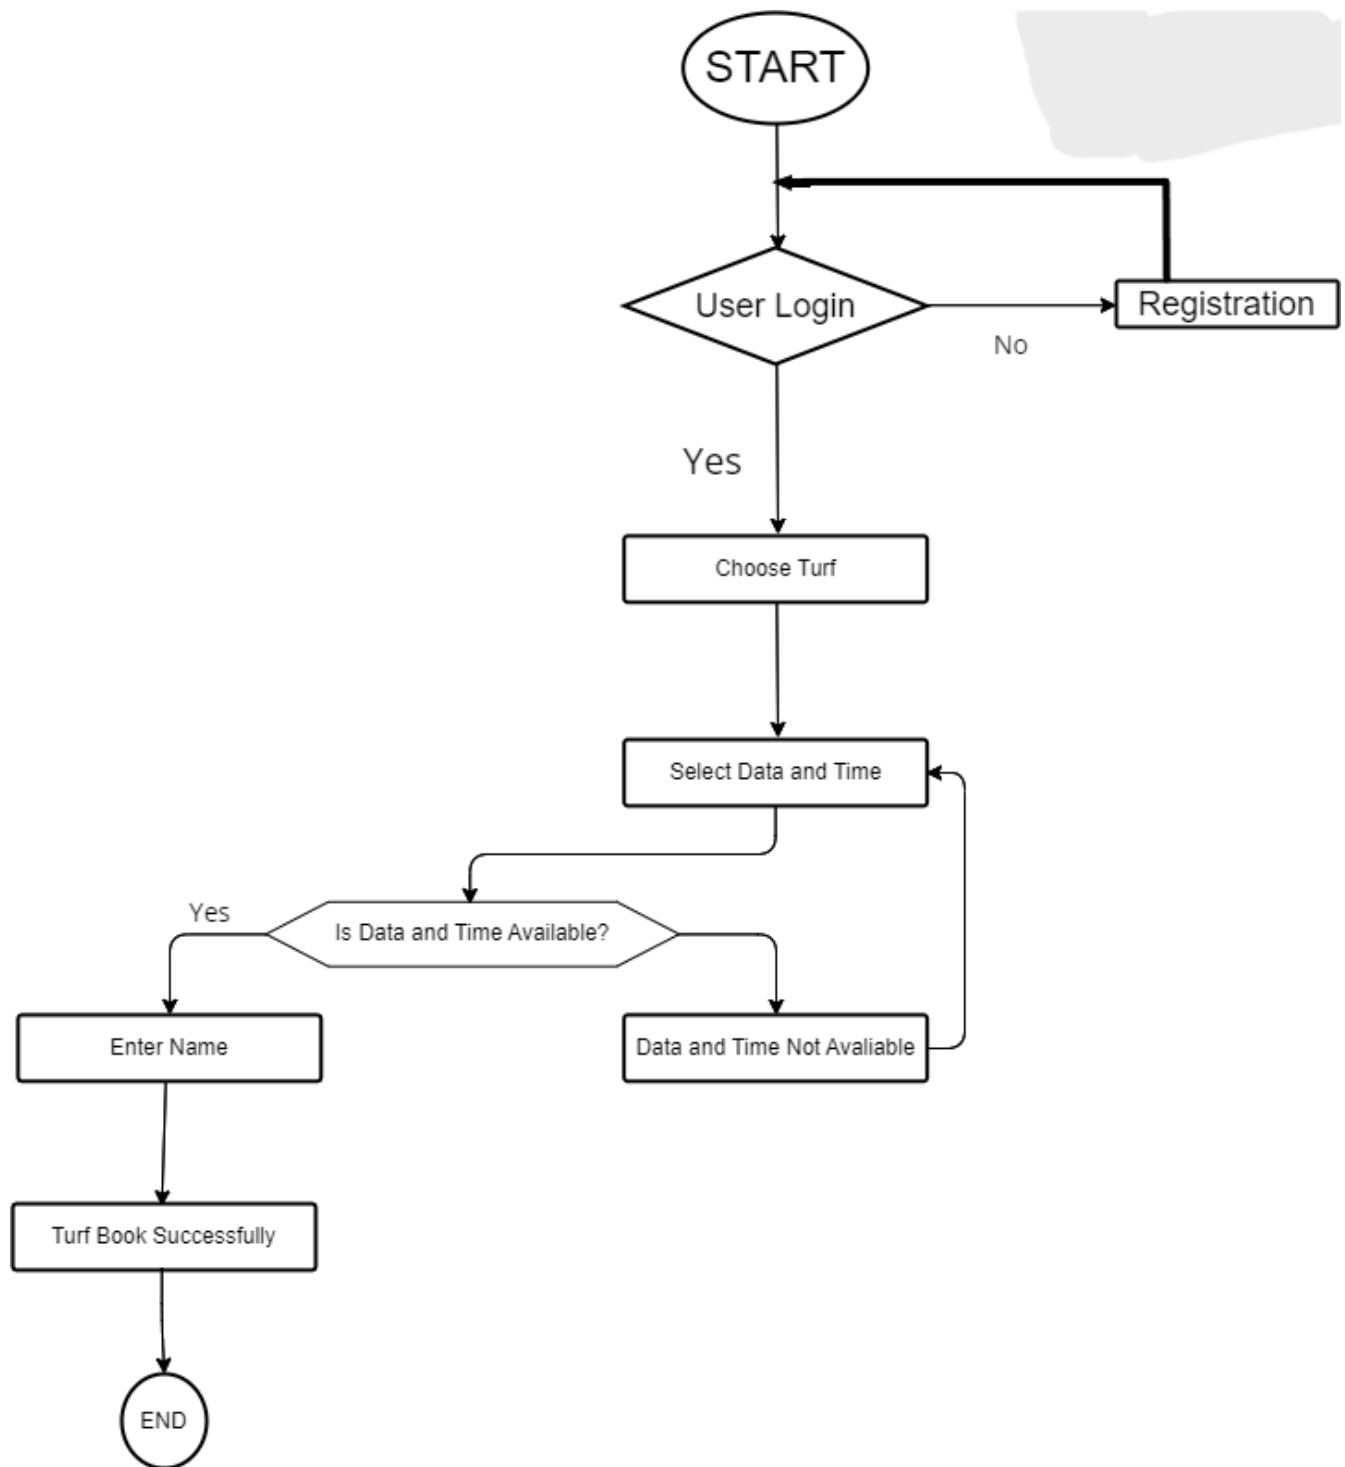 START
User Login
Registration
No
Yes
Choose Turf
Select Data and Time
Yes
Is Data and Time Available?
Enter Name
Data and Time Not Avaliable
Turf Book Successfully
END